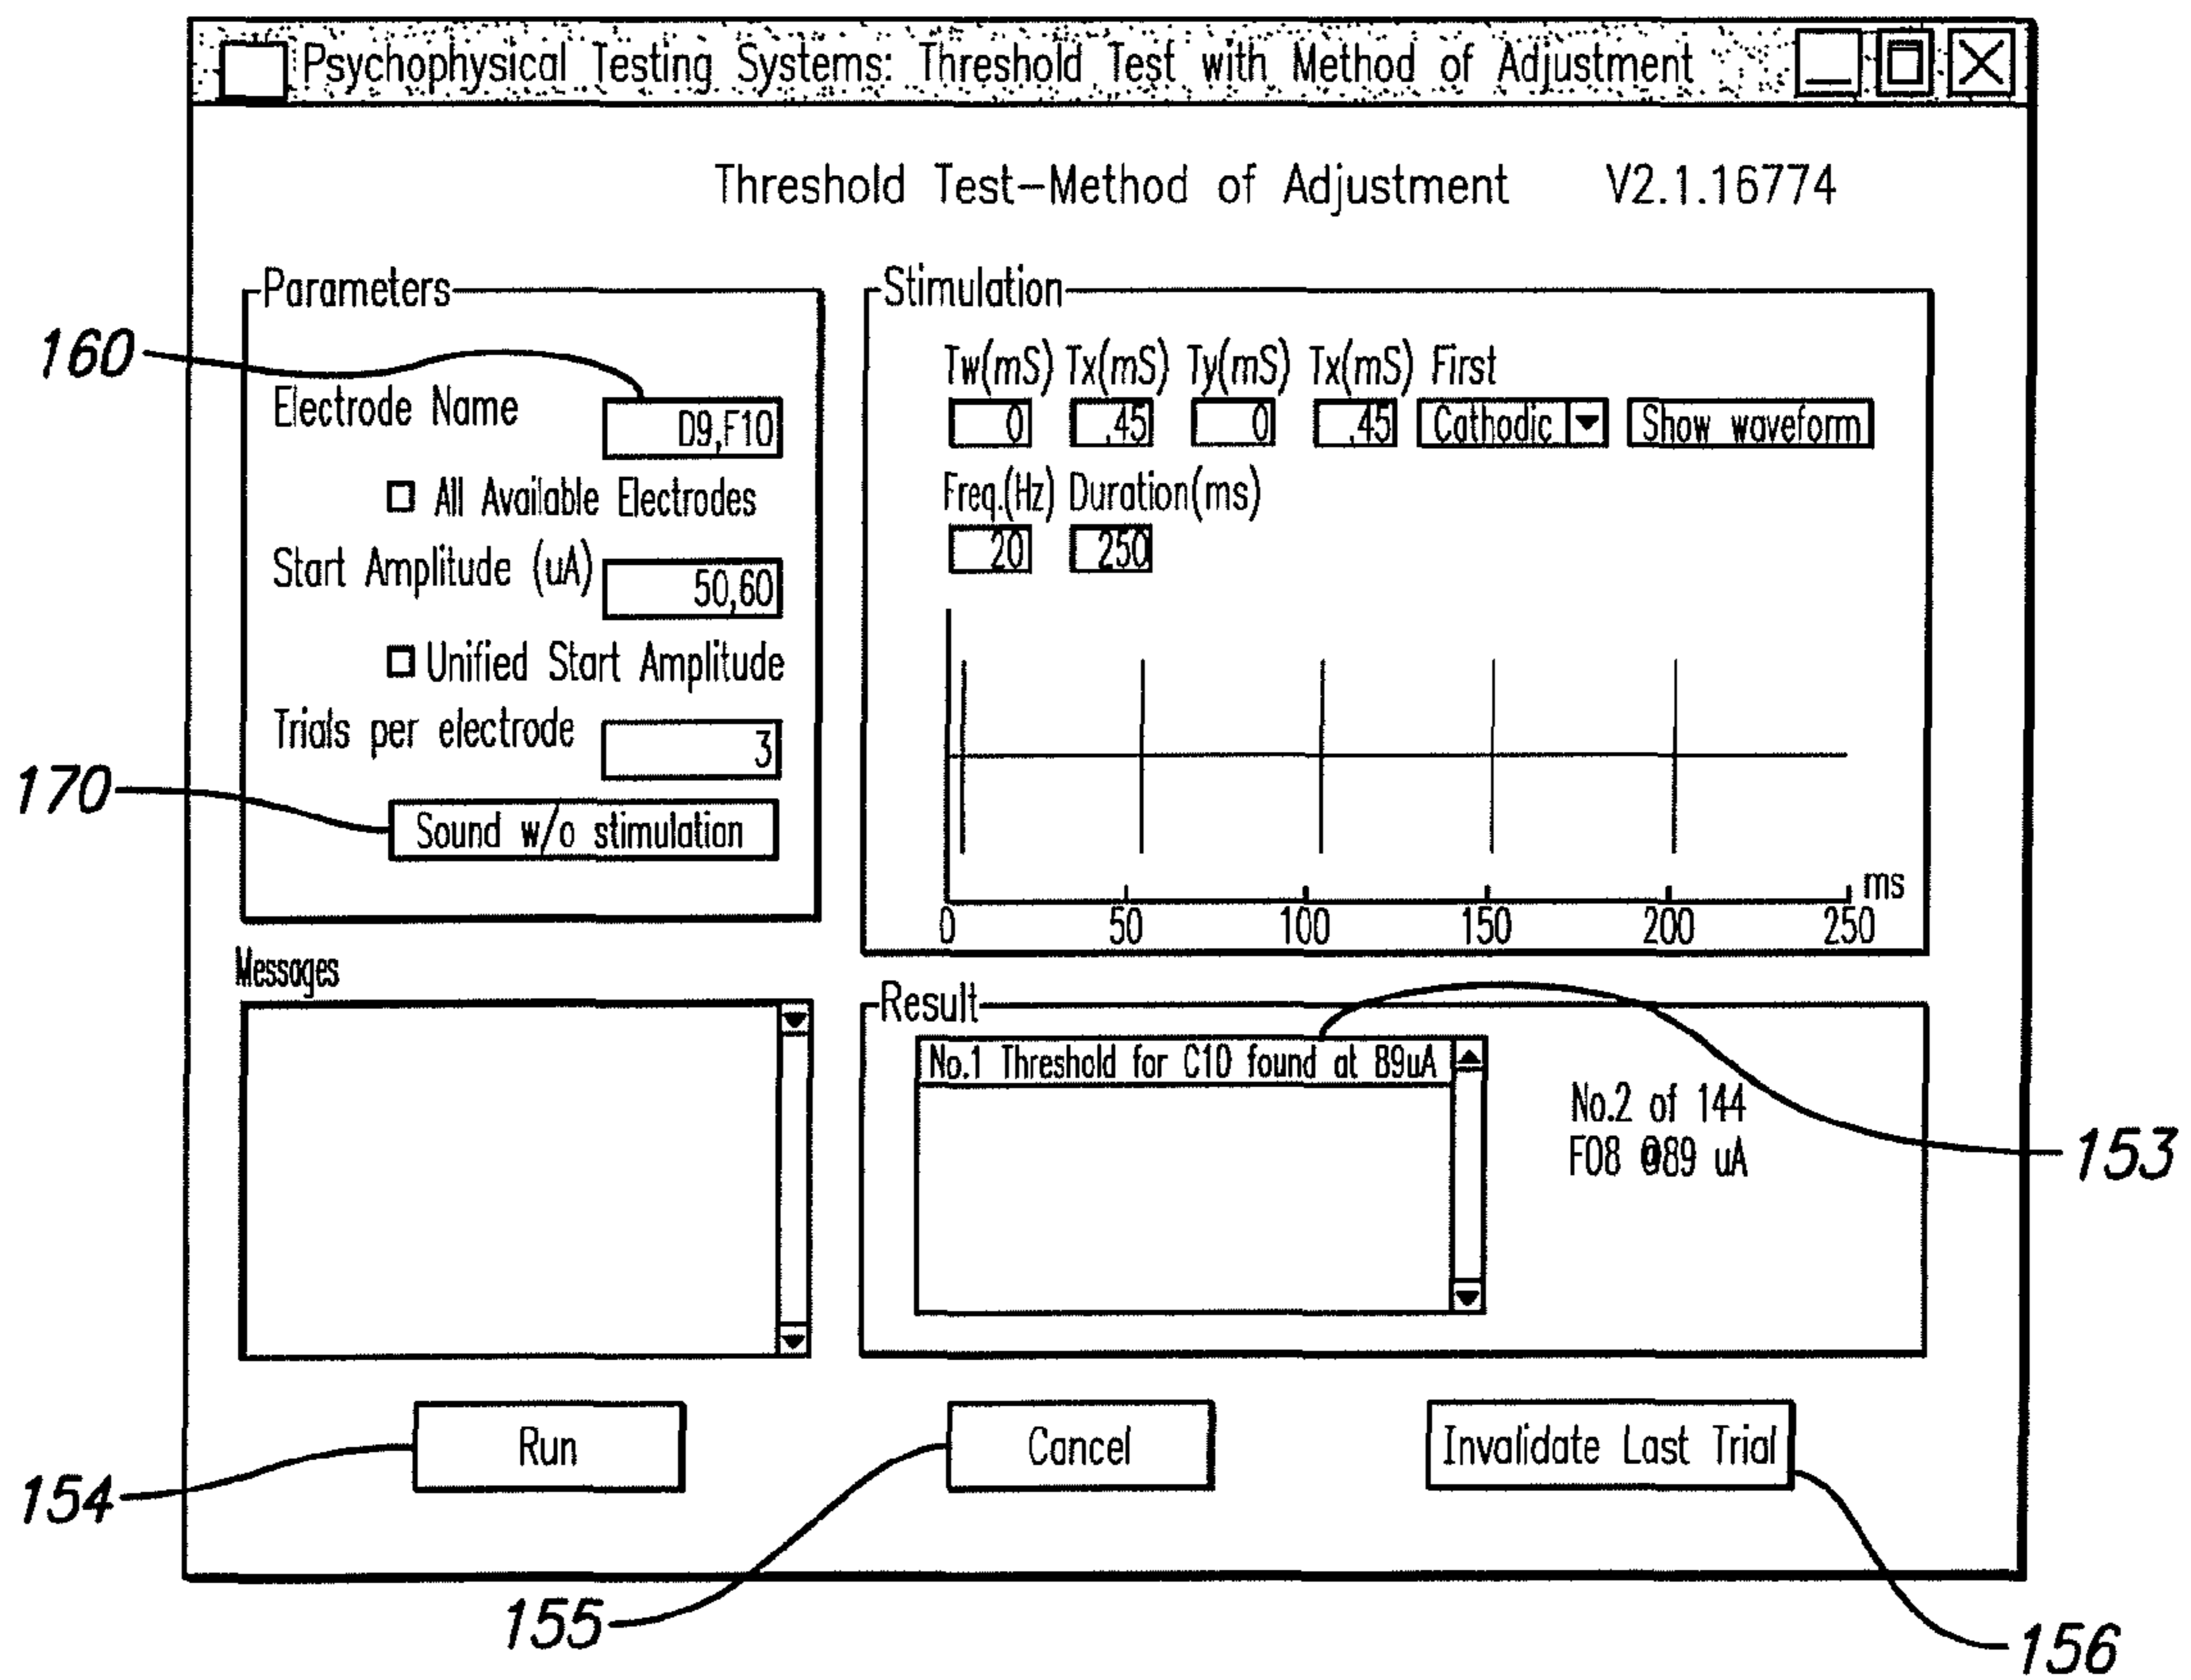 Psychophysical Testing Systems: Threshold Test with Method of Adjustment
Threshold Test-Method of Adjustment V2.1.16774
Parameters
160
Electrode Name D9,F10
All Available Electrodes
Start Amplitude (uA) 50,60
Unified Start Amplitude
Trials per electrode 3
170
Sound w/o stimulation
Stimulation
Tw(mS) Tx(mS) Ty(mS) Tx(mS) First
0 .45 0 .45 Cathodic Show waveform
Freq.(Hz) Duration(ms)
20 250
ms
0 50 100 150 200 250
Messages
Result
No.1 Threshold for C10 found at 89uA
No.2 of 144
F08 @89 uA
153
Run Cancel Invalidate Last Trial
154
155
156